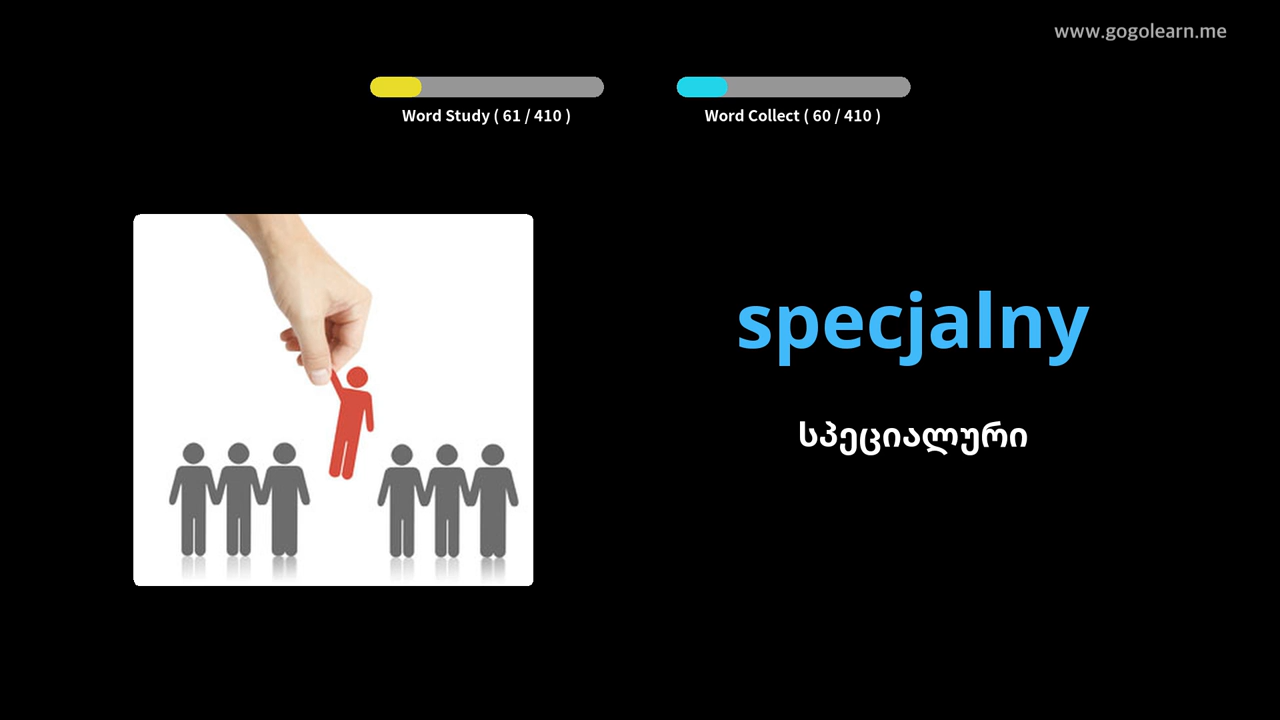 www.gogolearn.me
Word Study ( 61 / 410 )
Word Collect ( 60 / 410 )
specjalny
სპეციალური